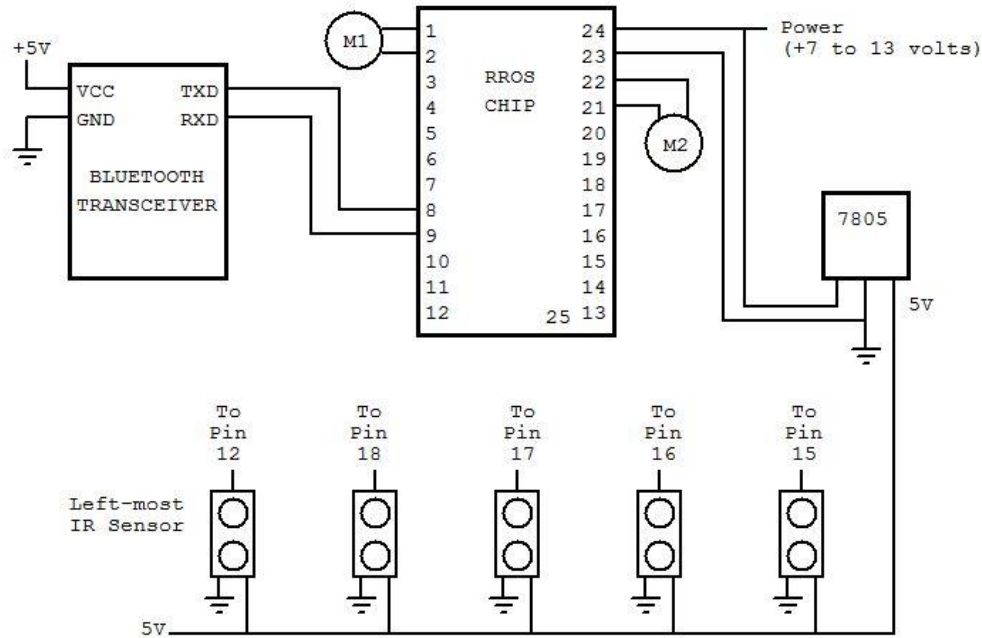 +5V
VCC TXD
GND RXD
BLUETOOTH
TRANSCEIVER
M1
1 24
2 23
3 22
4 21
5 20
6 19
7 18
8 17
9 16
10 15
11 14
12 25 13
RROS
CHIP
M2
Power
(+7 to 13 volts)
7805
5V
To
Pin
12
To
Pin
18
To
Pin
17
To
Pin
16
To
Pin
15
Left-most
IR Sensor
5V